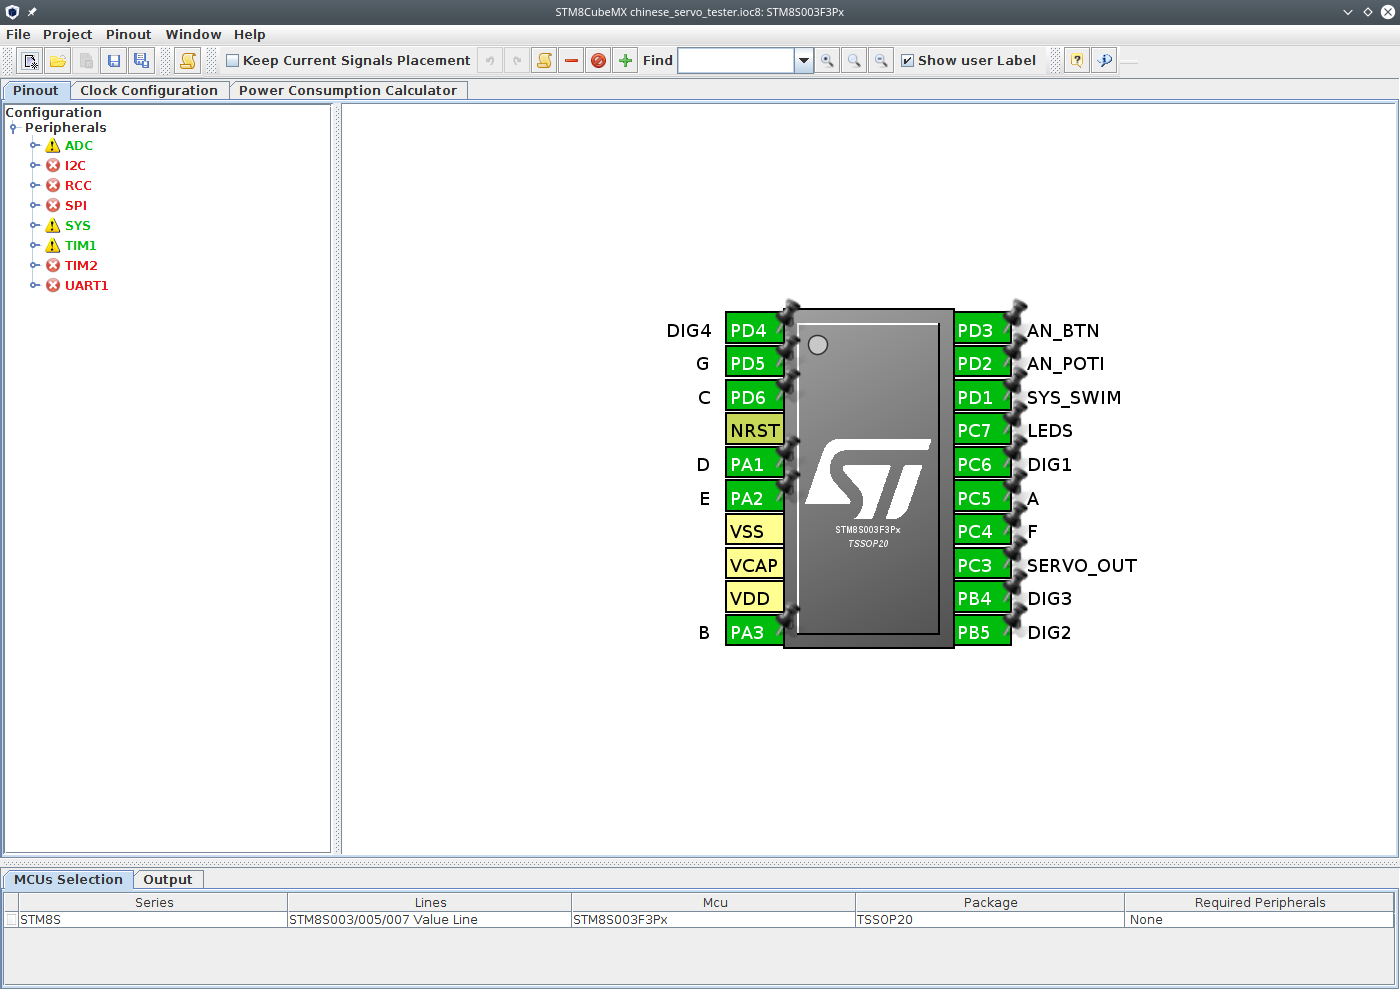 STM8CubeMX chinese_servo_tester.ioc8: STM8S003F3Px
File Project Pinout Window Help
Keep Current Signals Placement Find Show user Label
Pinout Clock Configuration Power Consumption Calculator
Configuration
Peripherals
ADC
I2C
RCC
SPI
SYS
TIM1
TIM2
UART1
DIG4 PD4 PD3 AN_BTN
G PD5 PD2 AN_POTI
C PD6 PD1 SYS_SWIM
NRST PC7 LEDS
D PA1 PC6 DIG1
E PA2 PC5 A
VSS PC4 F
VCAP PC3 SERVO_OUT
VDD PB4 DIG3
B PA3 PB5 DIG2
ST
STM8S003F3Px
TSSOP20
MCUs Selection Output
Series Lines Mcu Package Required Peripherals
STM8S STM8S003/005/007 Value Line STM8S003F3Px TSSOP20 None